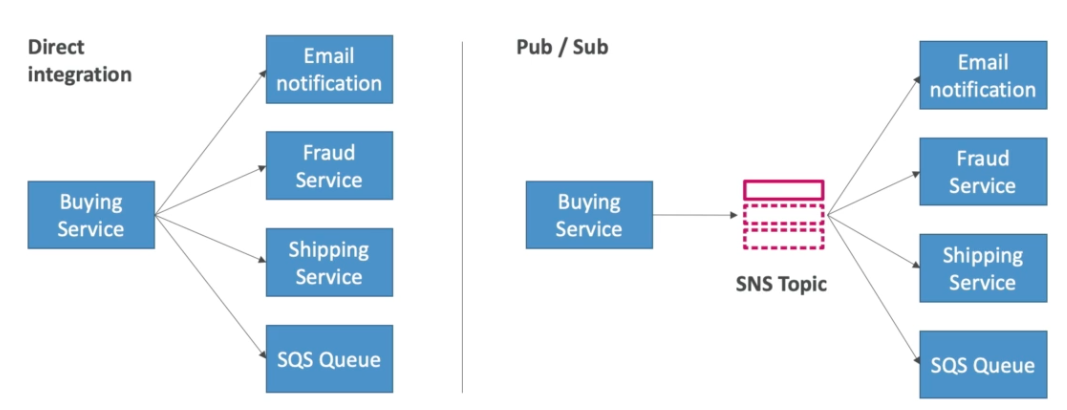 Direct
integration
Email
notification
Fraud
Service
Buying
Service
Shipping
Service
SQS Queue
Pub / Sub
Buying
Service
SNS Topic
Email
notification
Fraud
Service
Shipping
Service
SQS Queue